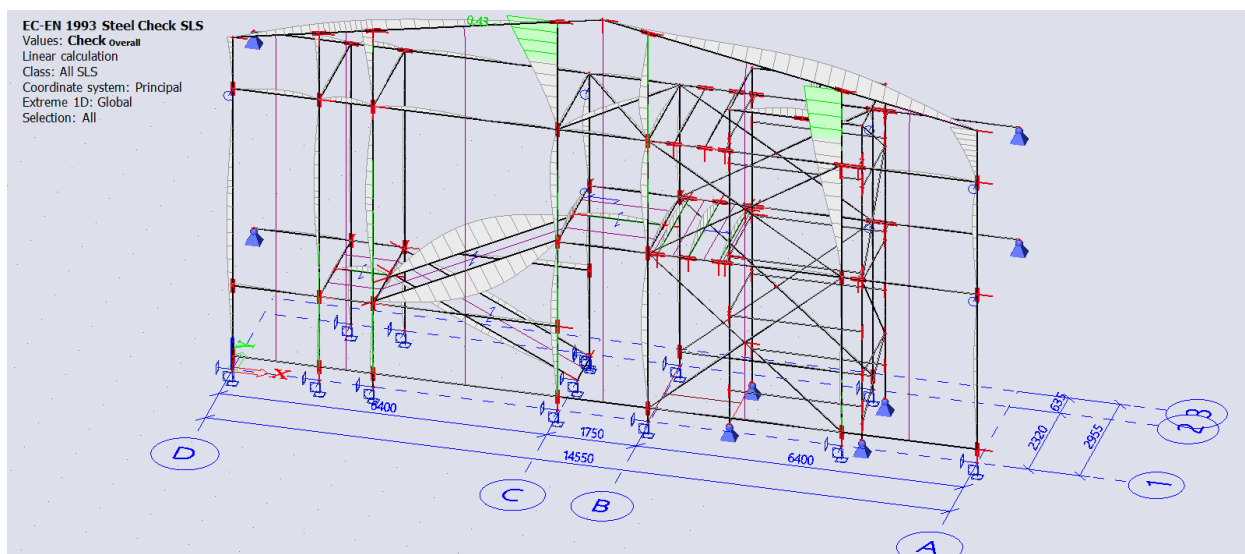 EC-EN 1993 Steel Check SLS
Values: Check Overall
Linear calculation
Class: All SLS
Coordinate system: Principal
Extreme 1D: Global
Selection: All
0.43
Y
X
6400
1750
14550
6400
635
2320
2955
D
C
B
A
3
2
1